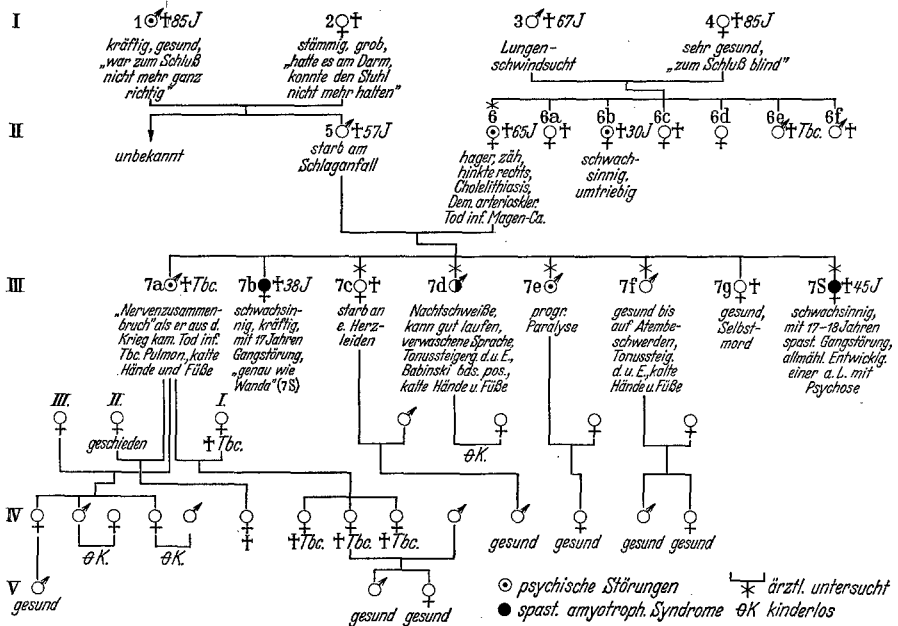 I
1 ♂ †85J
2 ♀ †
3 ♂ †67J
4 ♀ †85J
kräftig, gesund,
„war zum Schluß
nicht mehr ganz
richtig"
stämmig, grob,
„hatte es am Darm,
konnte den Stuhl
nicht mehr halten"
Lungen-
schwindsucht
sehr gesund,
„zum Schluß blind"
II
unbekannt
5 ♂ †57J
starb am
Schlaganfall
6 ♀ †65J
hager, zäh,
hinkte rechts,
Cholelithiasis,
Dem. arterioskler.
Tod inf. Magen-Ca.
6a ♀ †
6b ♀ †30J
schwach-
sinnig,
umtriebig
6c ♀ †
6d ♀
6e ♂ †Tbc.
6f ♂ †
III
7a ♂ †Tbc.
„Nervenzusammen-
bruch" als er aus d.
Krieg kam. Tod inf.
Tbc. Pulmon., kalte
Hände und Füße
7b ♀ †38J
schwachsin-
nig, kräftig,
mit 17 Jahren
Gangstörung,
„genau wie
Wanda" (7S)
7c ♀ †
starb an
e. Herz-
leiden
7d ♂
Nachtschweiße,
kann gut laufen,
verwaschene Sprache,
Tonussteigerg. d. u. E.,
Babinski bds. pos.,
kalte Hände u. Füße
7e ♂
progr.
Paralyse
7f ♂
gesund bis
auf Atembe-
schwerden,
Tonussteig.
d. u. E., kalte
Hände u. Füße
7g ♀ †
gesund,
Selbst-
mord
7S ♀ †45J
schwachsinnig,
mit 17-18 Jahren
spast. Gangstörung,
allmähl. Entwicklg.
einer a. L. mit
Psychose
III.
II.
I.
geschieden
†Tbc.
ƟK.
IV
ƟK.
ƟK.
†
†Tbc.
†Tbc.
†Tbc.
gesund
gesund
gesund
gesund
V
gesund
gesund
gesund
psychische Störungen
ärztl. untersucht
spast. amyotroph. Syndrome
ƟK kinderlos